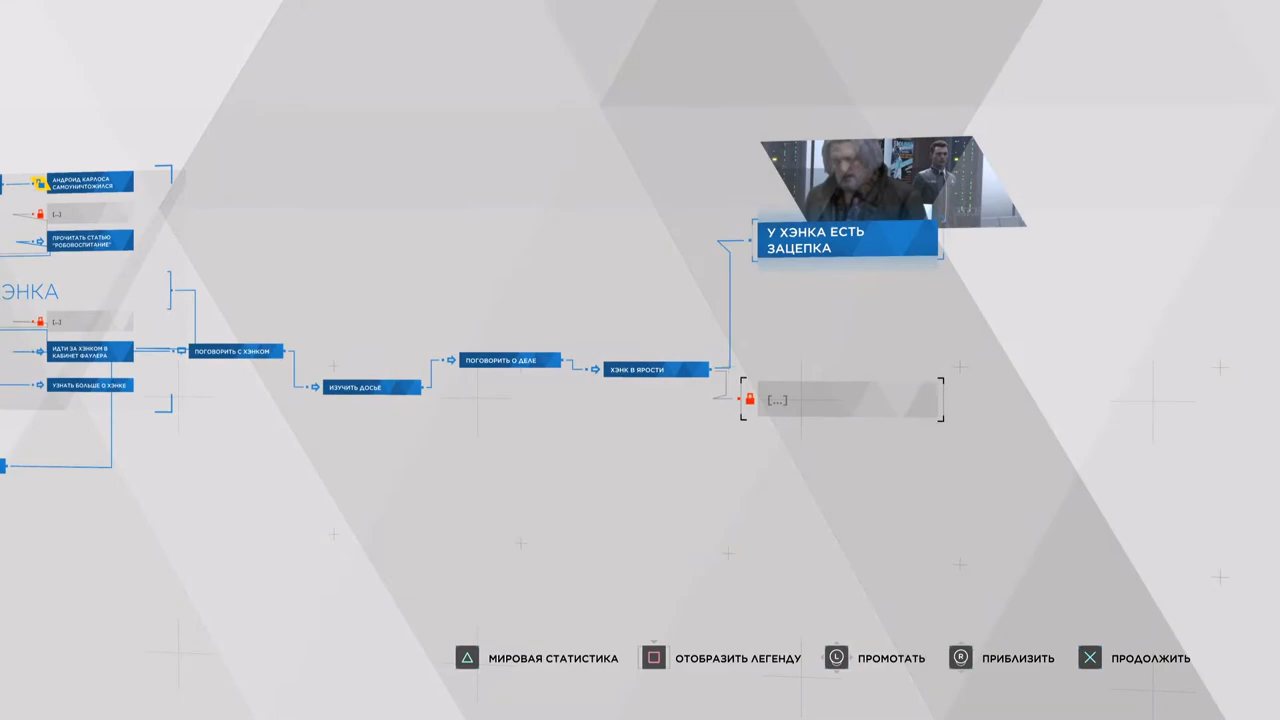 АНДРОИД КАРЛОСА
САМОУНИЧТОЖИЛСЯ
[...]
ПРОЧИТАТЬ СТАТЬЮ
"РОБОВОСПИТАНИЕ"
ЭНКА
[...]
ИДТИ ЗА ХЭНКОМ В
КАБИНЕТ ФАУЛЕРА
УЗНАТЬ БОЛЬШЕ О ХЭНКЕ
ПОГОВОРИТЬ С ХЭНКОМ
ИЗУЧИТЬ ДОСЬЕ
ПОГОВОРИТЬ О ДЕЛЕ
ХЭНК В ЯРОСТИ
У ХЭНКА ЕСТЬ
ЗАЦЕПКА
[...]
МИРОВАЯ СТАТИСТИКА
ОТОБРАЗИТЬ ЛЕГЕНДУ
L ПРОМОТАТЬ
R ПРИБЛИЗИТЬ
ПРОДОЛЖИТЬ